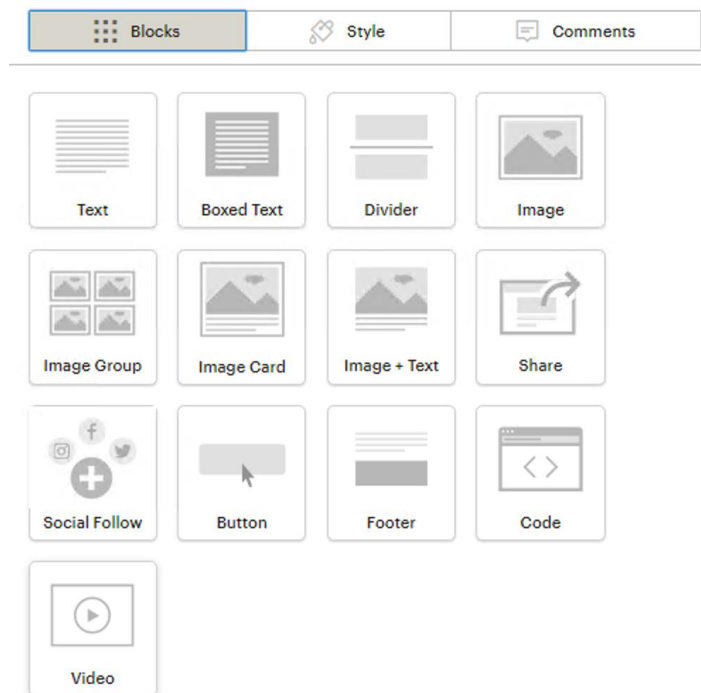 Blocks Style Comments
Text Boxed Text Divider Image
Image Group Image Card Image + Text Share
Social Follow Button Footer Code
Video